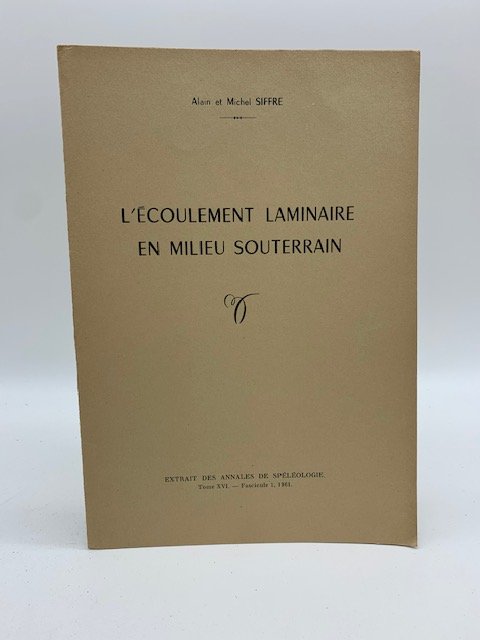 Alain et Michel SIFFRE
L'ÉCOULEMENT LAMINAIRE
EN MILIEU SOUTERRAIN
EXTRAIT DES ANNALES DE SPÉLÉOLOGIE
Tome XVI. — Fascicule 1, 1961.